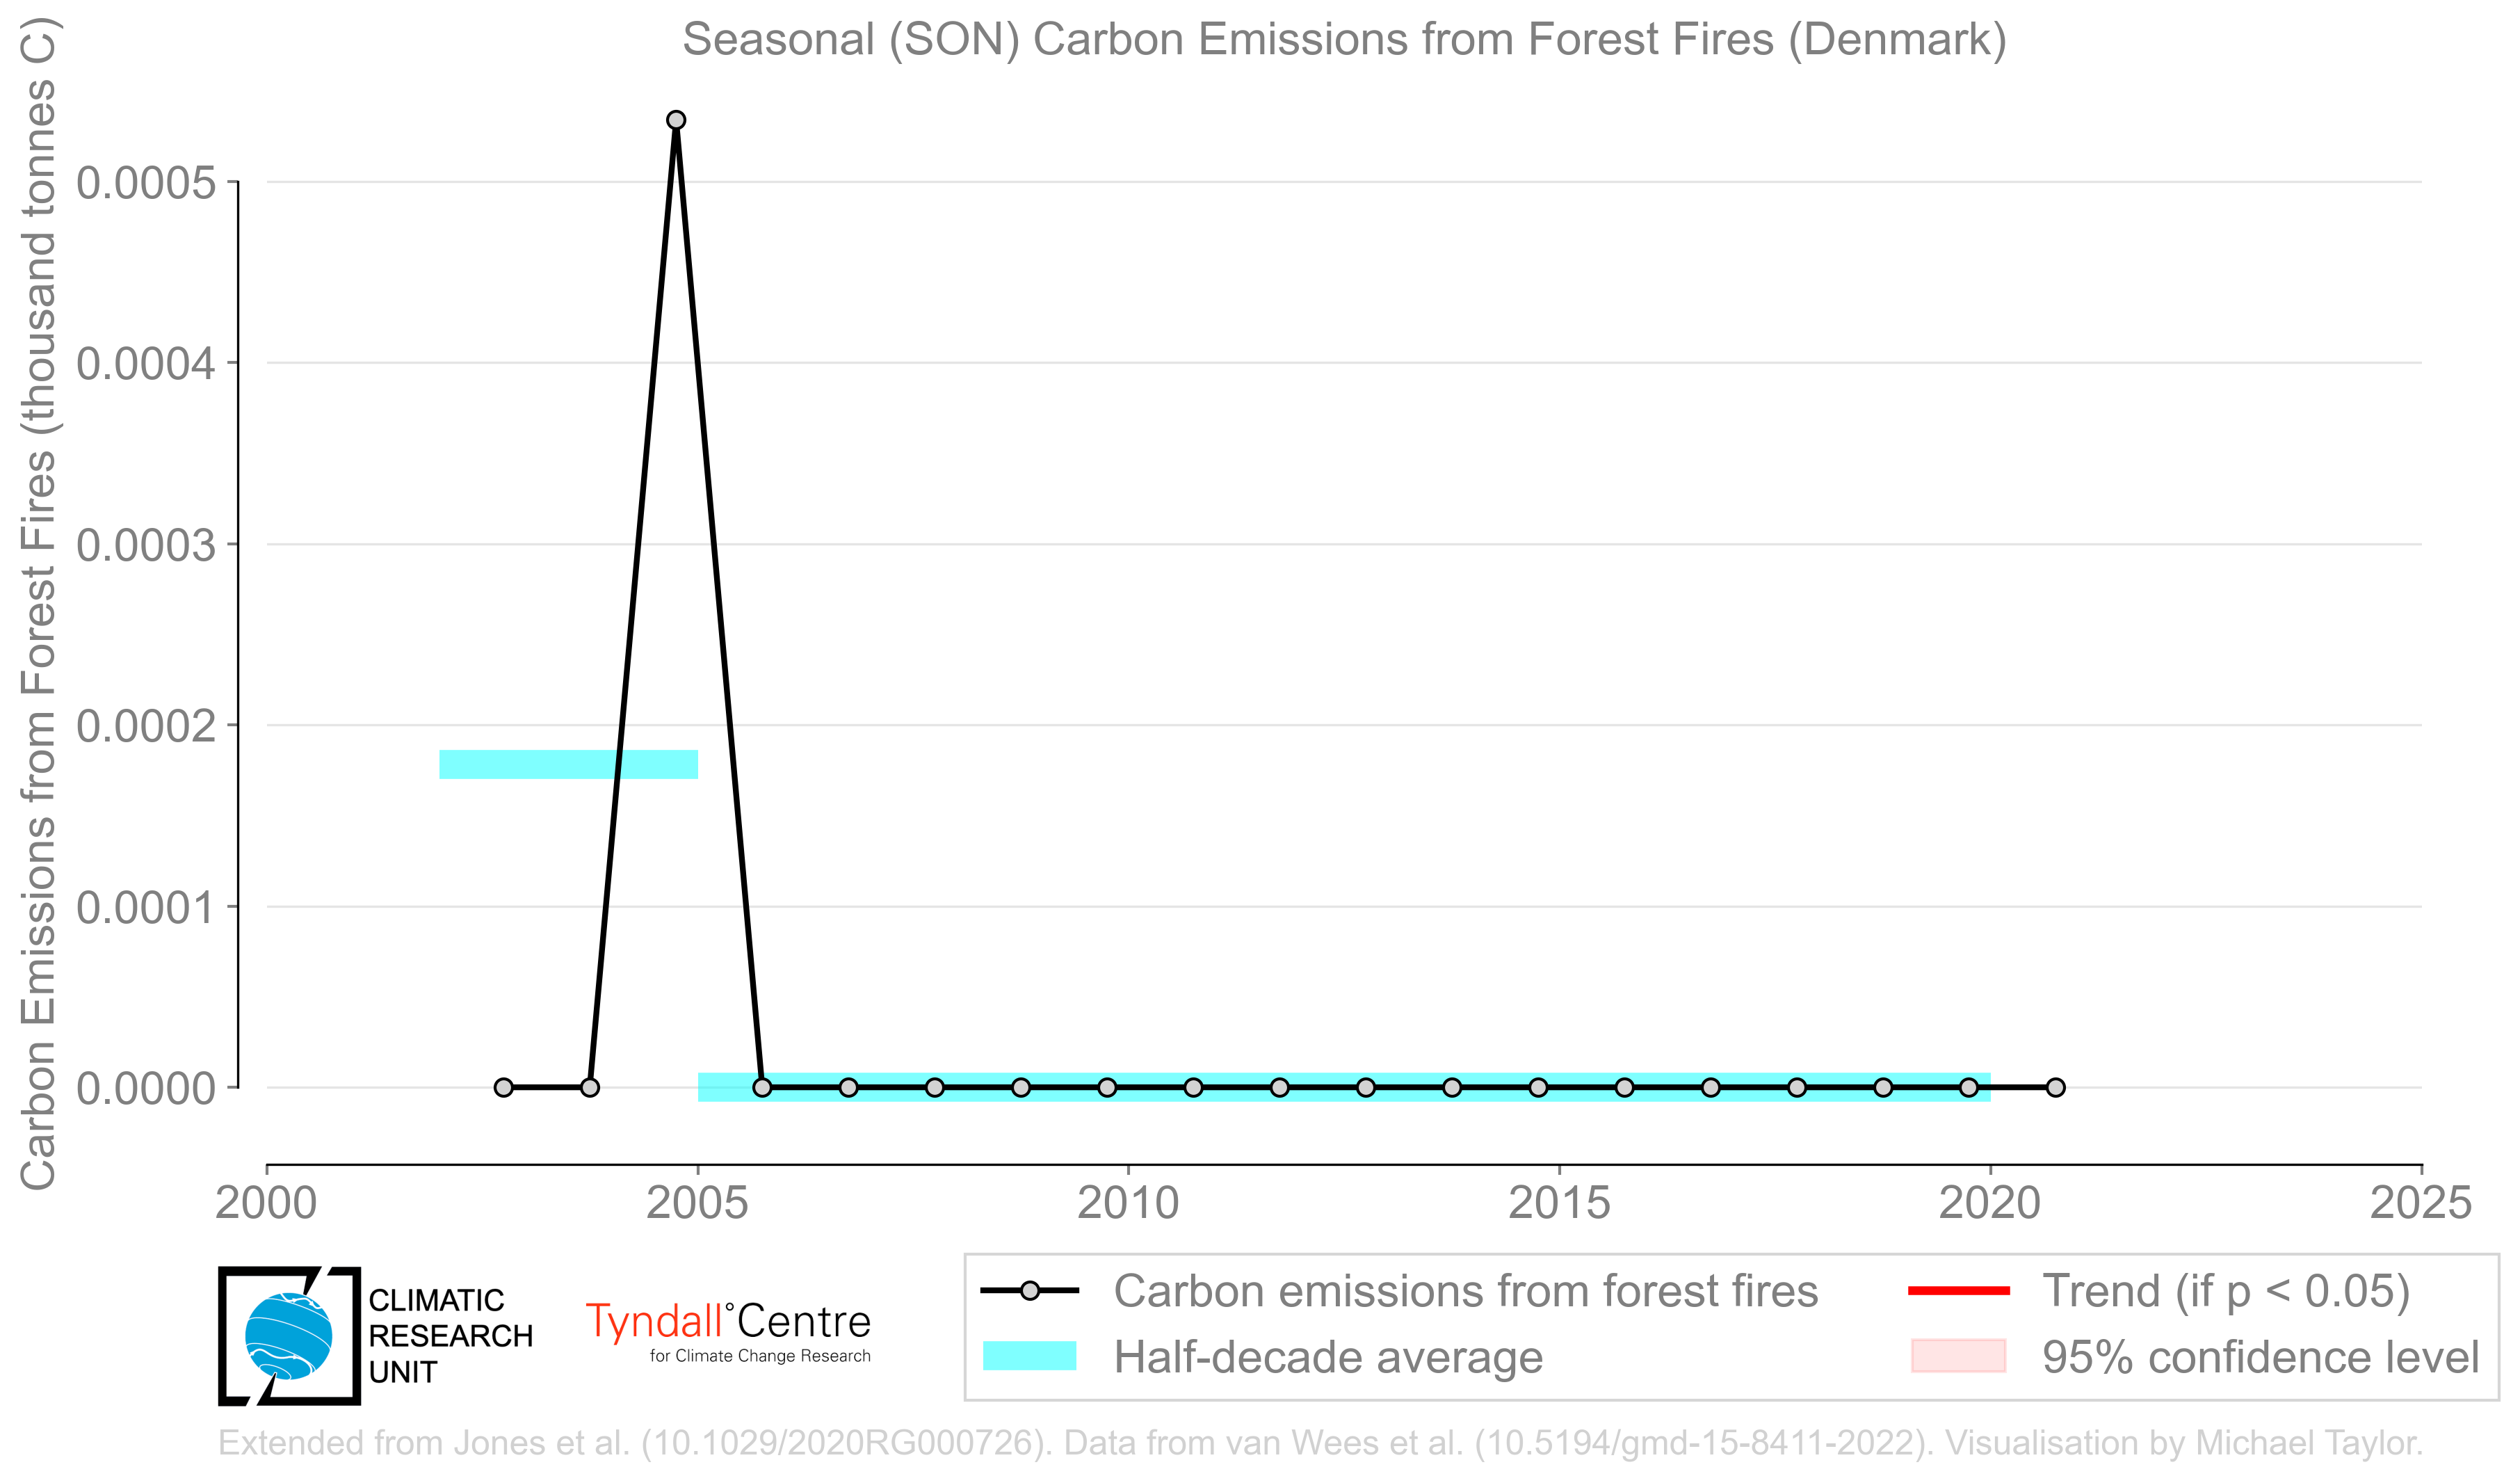 Seasonal (SON) Carbon Emissions from Forest Fires (Denmark)
Carbon Emissions from Forest Fires (thousand tonnes C)
0.0005
0.0004
0.0003
0.0002
0.0001
0.0000
2000 2005 2010 2015 2020 2025
CLIMATIC
RESEARCH
UNIT
Tyndall°Centre
for Climate Change Research
Carbon emissions from forest fires
Half-decade average
Trend (if p < 0.05)
95% confidence level
Extended from Jones et al. (10.1029/2020RG000726). Data from van Wees et al. (10.5194/gmd-15-8411-2022). Visualisation by Michael Taylor.